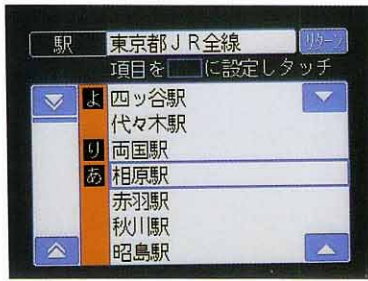 駅 東京都JR全線 リターン
項目を に設定しタッチ
よ 四ッ谷駅
代々木駅
り 両国駅
あ 相原駅
赤羽駅
秋川駅
昭島駅